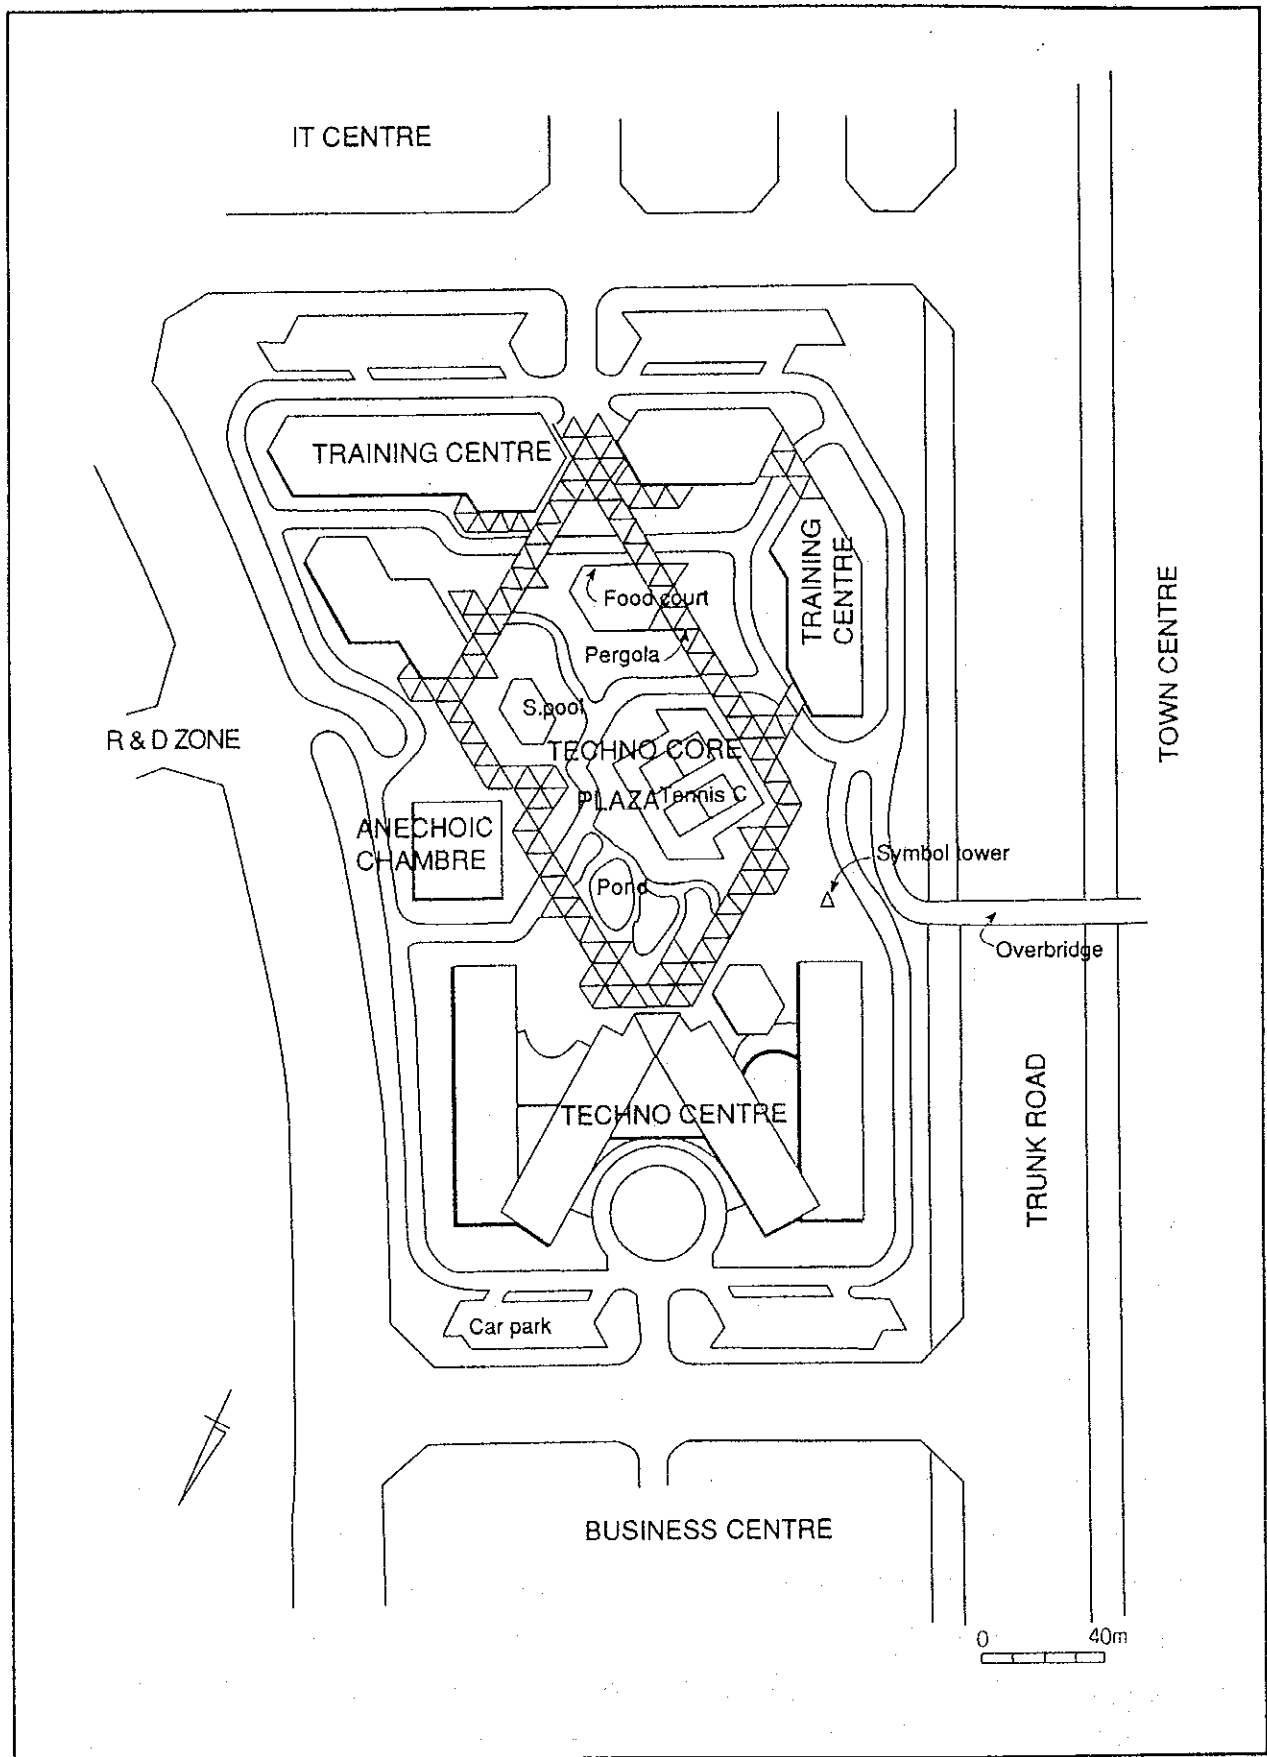 IT CENTRE
TRAINING CENTRE
TRAINING
CENTRE
Food court
Pergola
S.pool
TECHNO CORE
PLAZA
Tennis C
R & D ZONE
TOWN CENTRE
ANECHOIC
CHAMBRE
Symbol tower
Pond
Overbridge
TECHNO CENTRE
TRUNK ROAD
Car park
BUSINESS CENTRE
0 40m